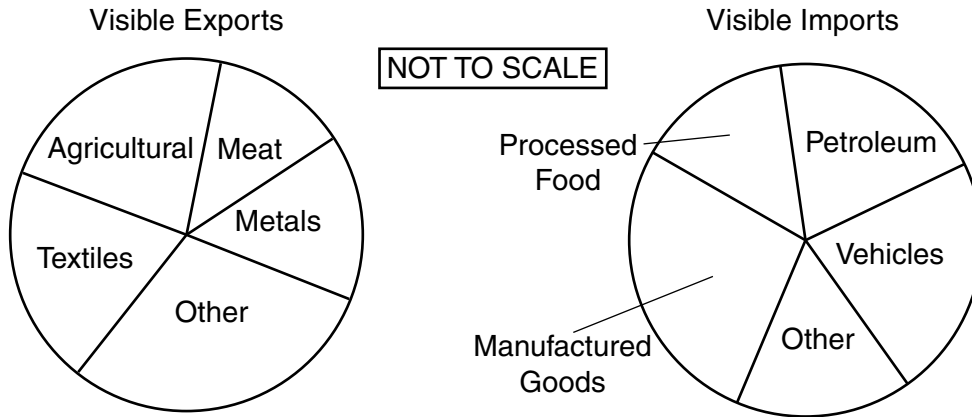 Visible Exports
Visible Imports
NOT TO SCALE
Agricultural
Meat
Metals
Textiles
Other
Processed
Food
Petroleum
Vehicles
Manufactured
Goods
Other